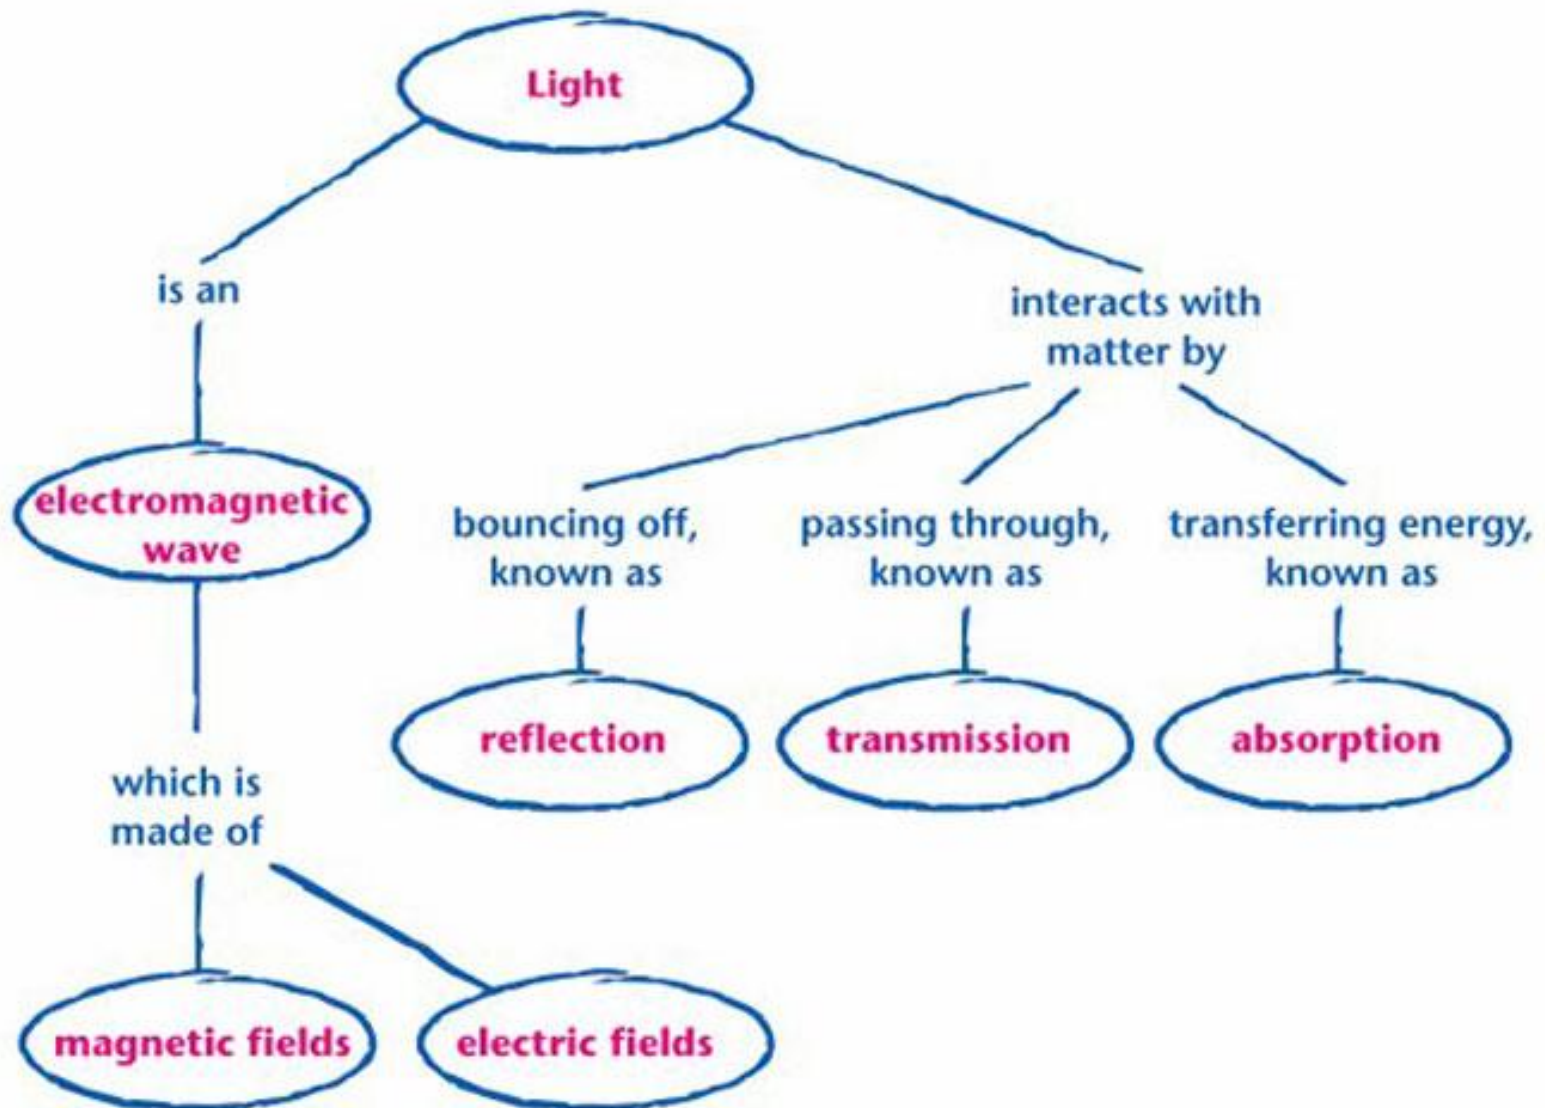 Light
is an
interacts with
matter by
electromagnetic
wave
bouncing off,
known as
passing through,
known as
transferring energy,
known as
reflection
transmission
absorption
which is
made of
magnetic fields
electric fields